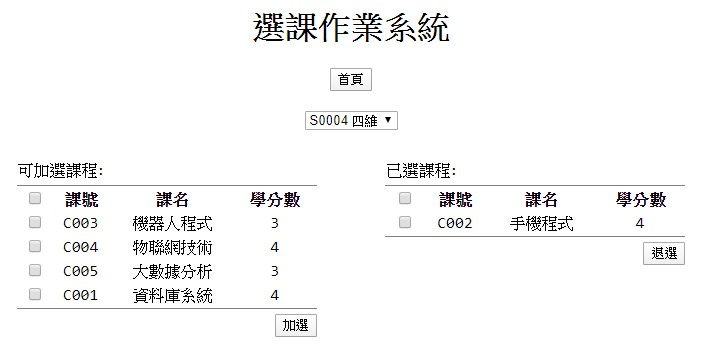 選課作業系統
首頁
S0004 四維
可加選課程:
課號 課名 學分數
C003 機器人程式 3
C004 物聯網技術 4
C005 大數據分析 3
C001 資料庫系統 4
加選
已選課程:
課號 課名 學分數
C002 手機程式 4
退選